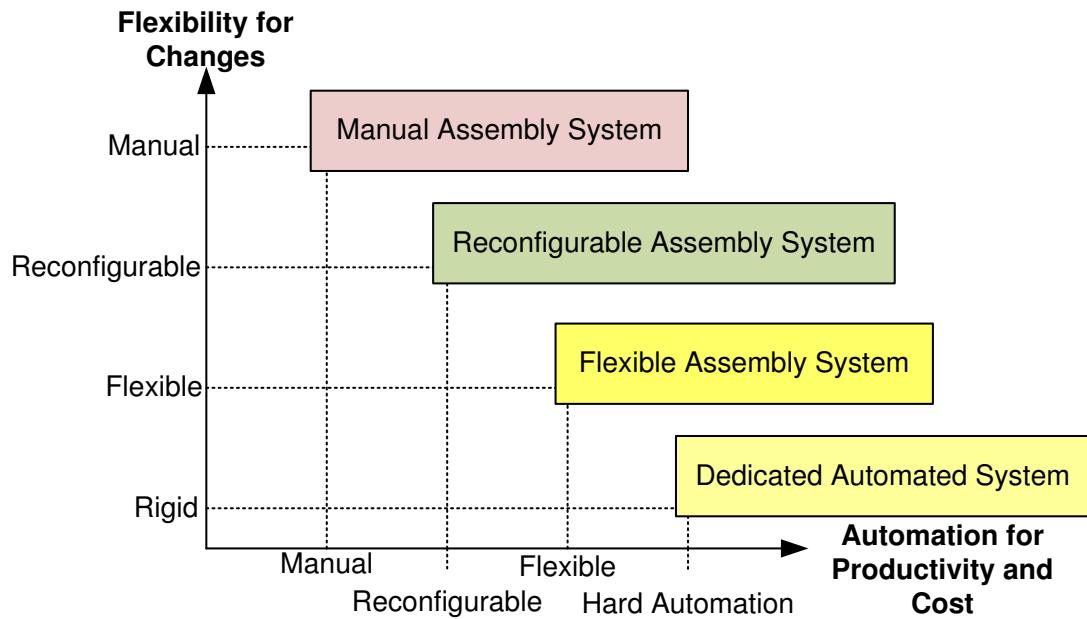 Flexibility for
Changes
Manual Assembly System
Manual
Reconfigurable Assembly System
Reconfigurable
Flexible Assembly System
Flexible
Dedicated Automated System
Rigid
Manual
Flexible
Reconfigurable
Hard Automation
Automation for
Productivity and
Cost